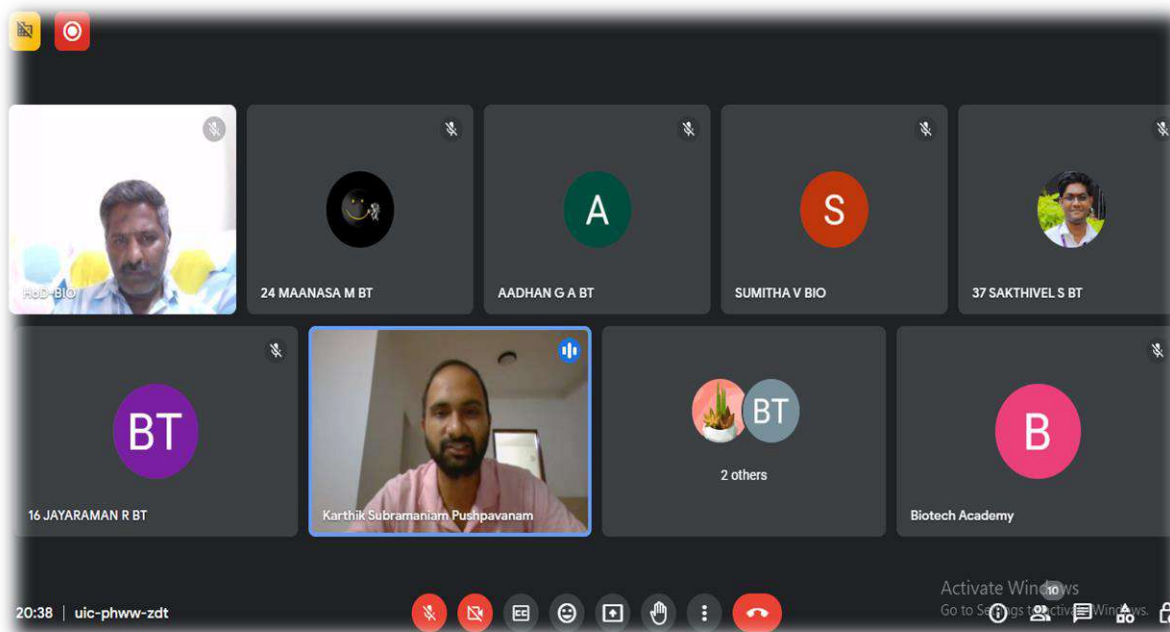 A
S
HoD-BIO
24 MAANASA M BT
AADHAN G A BT
SUMITHA V BIO
37 SAKTHIVEL S BT
BT
BT
B
2 others
16 JAYARAMAN R BT
Karthik Subramaniam Pushpavanam
Biotech Academy
Activate Windows
10
20:38 | uic-phww-zdt
CC
Go to Settings to activate Windows.